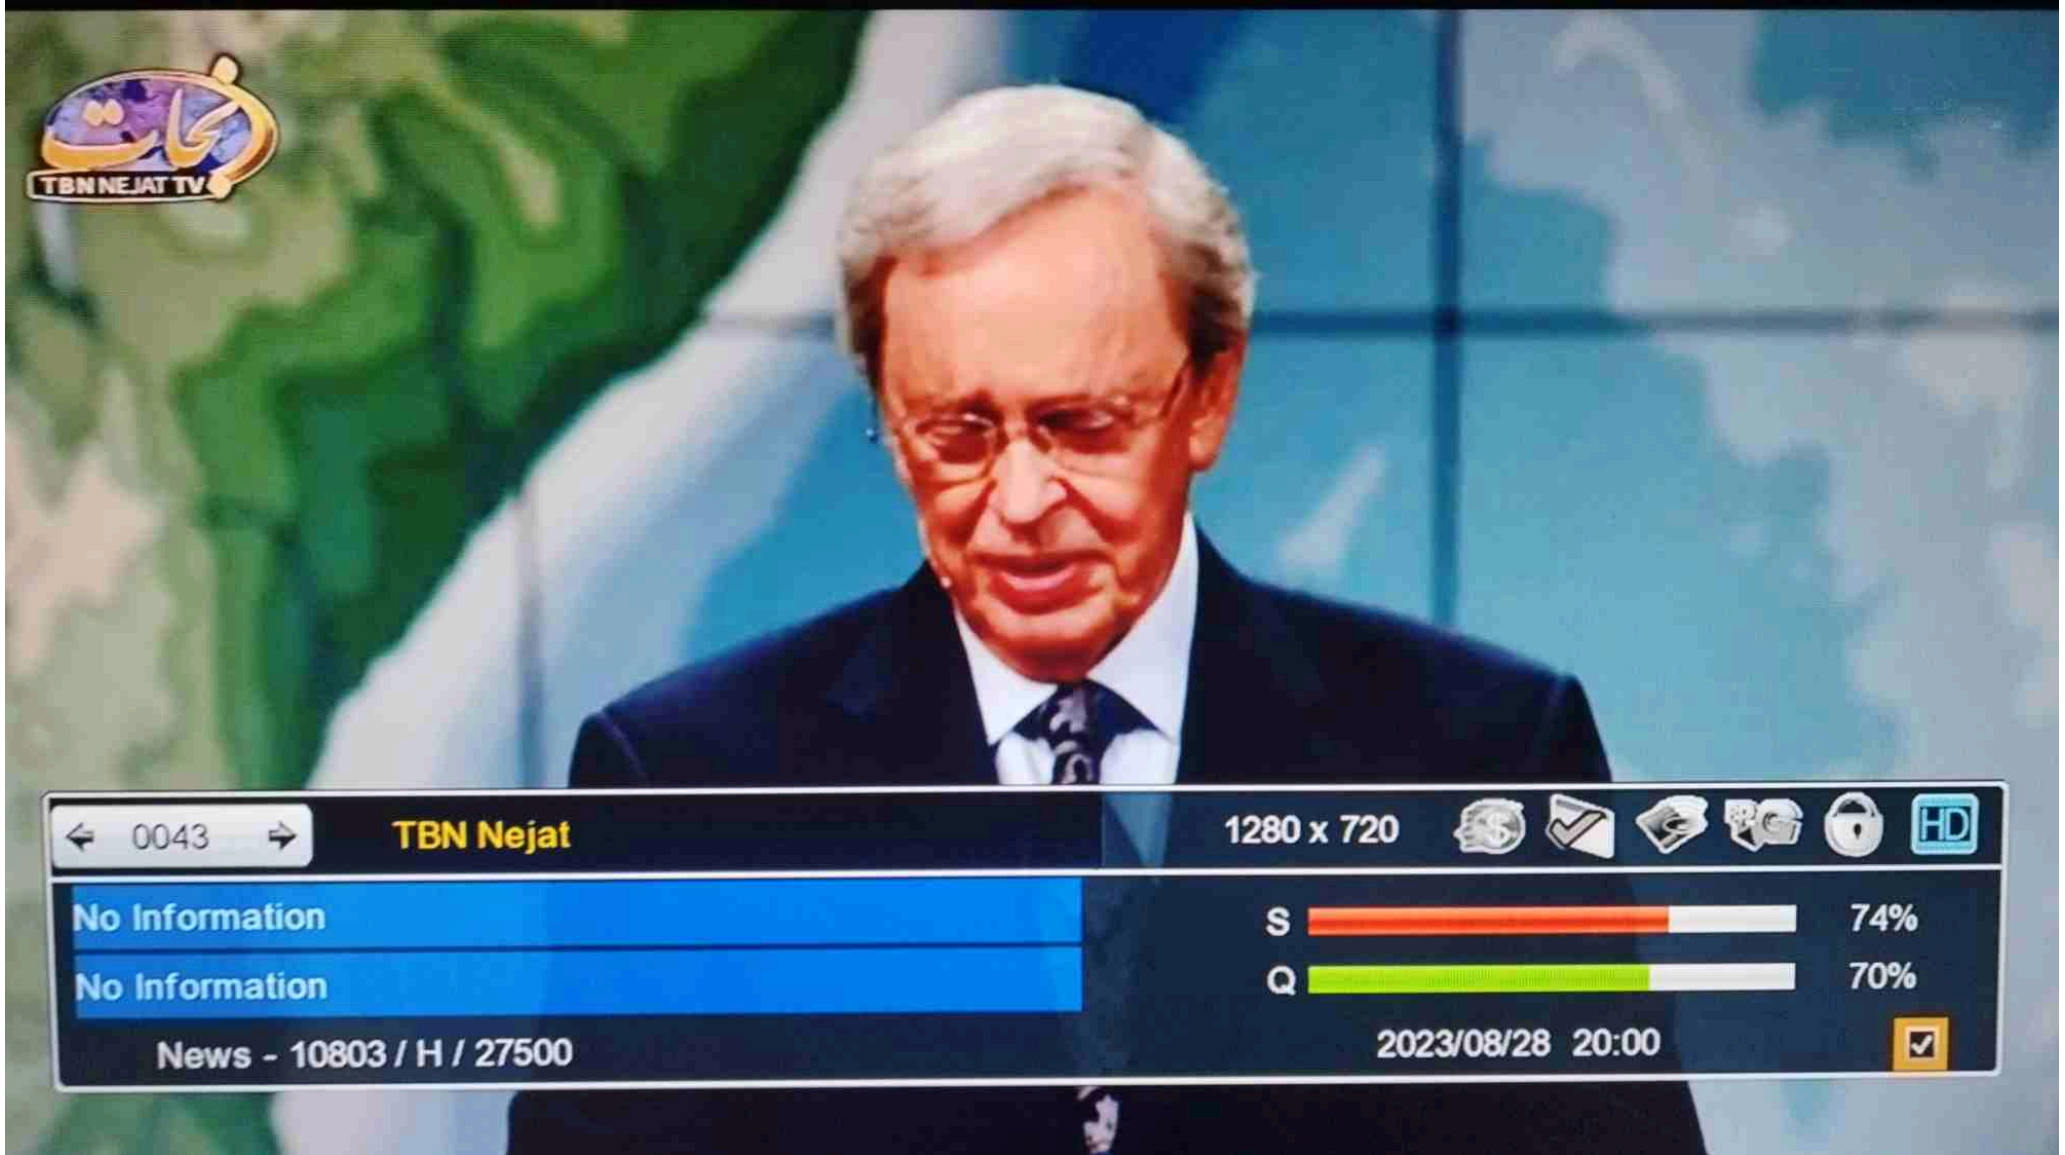 نجات
TBN NEJAT TV
0043 TBN Nejat 1280 x 720 HD
No Information S 74%
No Information Q 70%
News - 10803 / H / 27500 2023/08/28 20:00